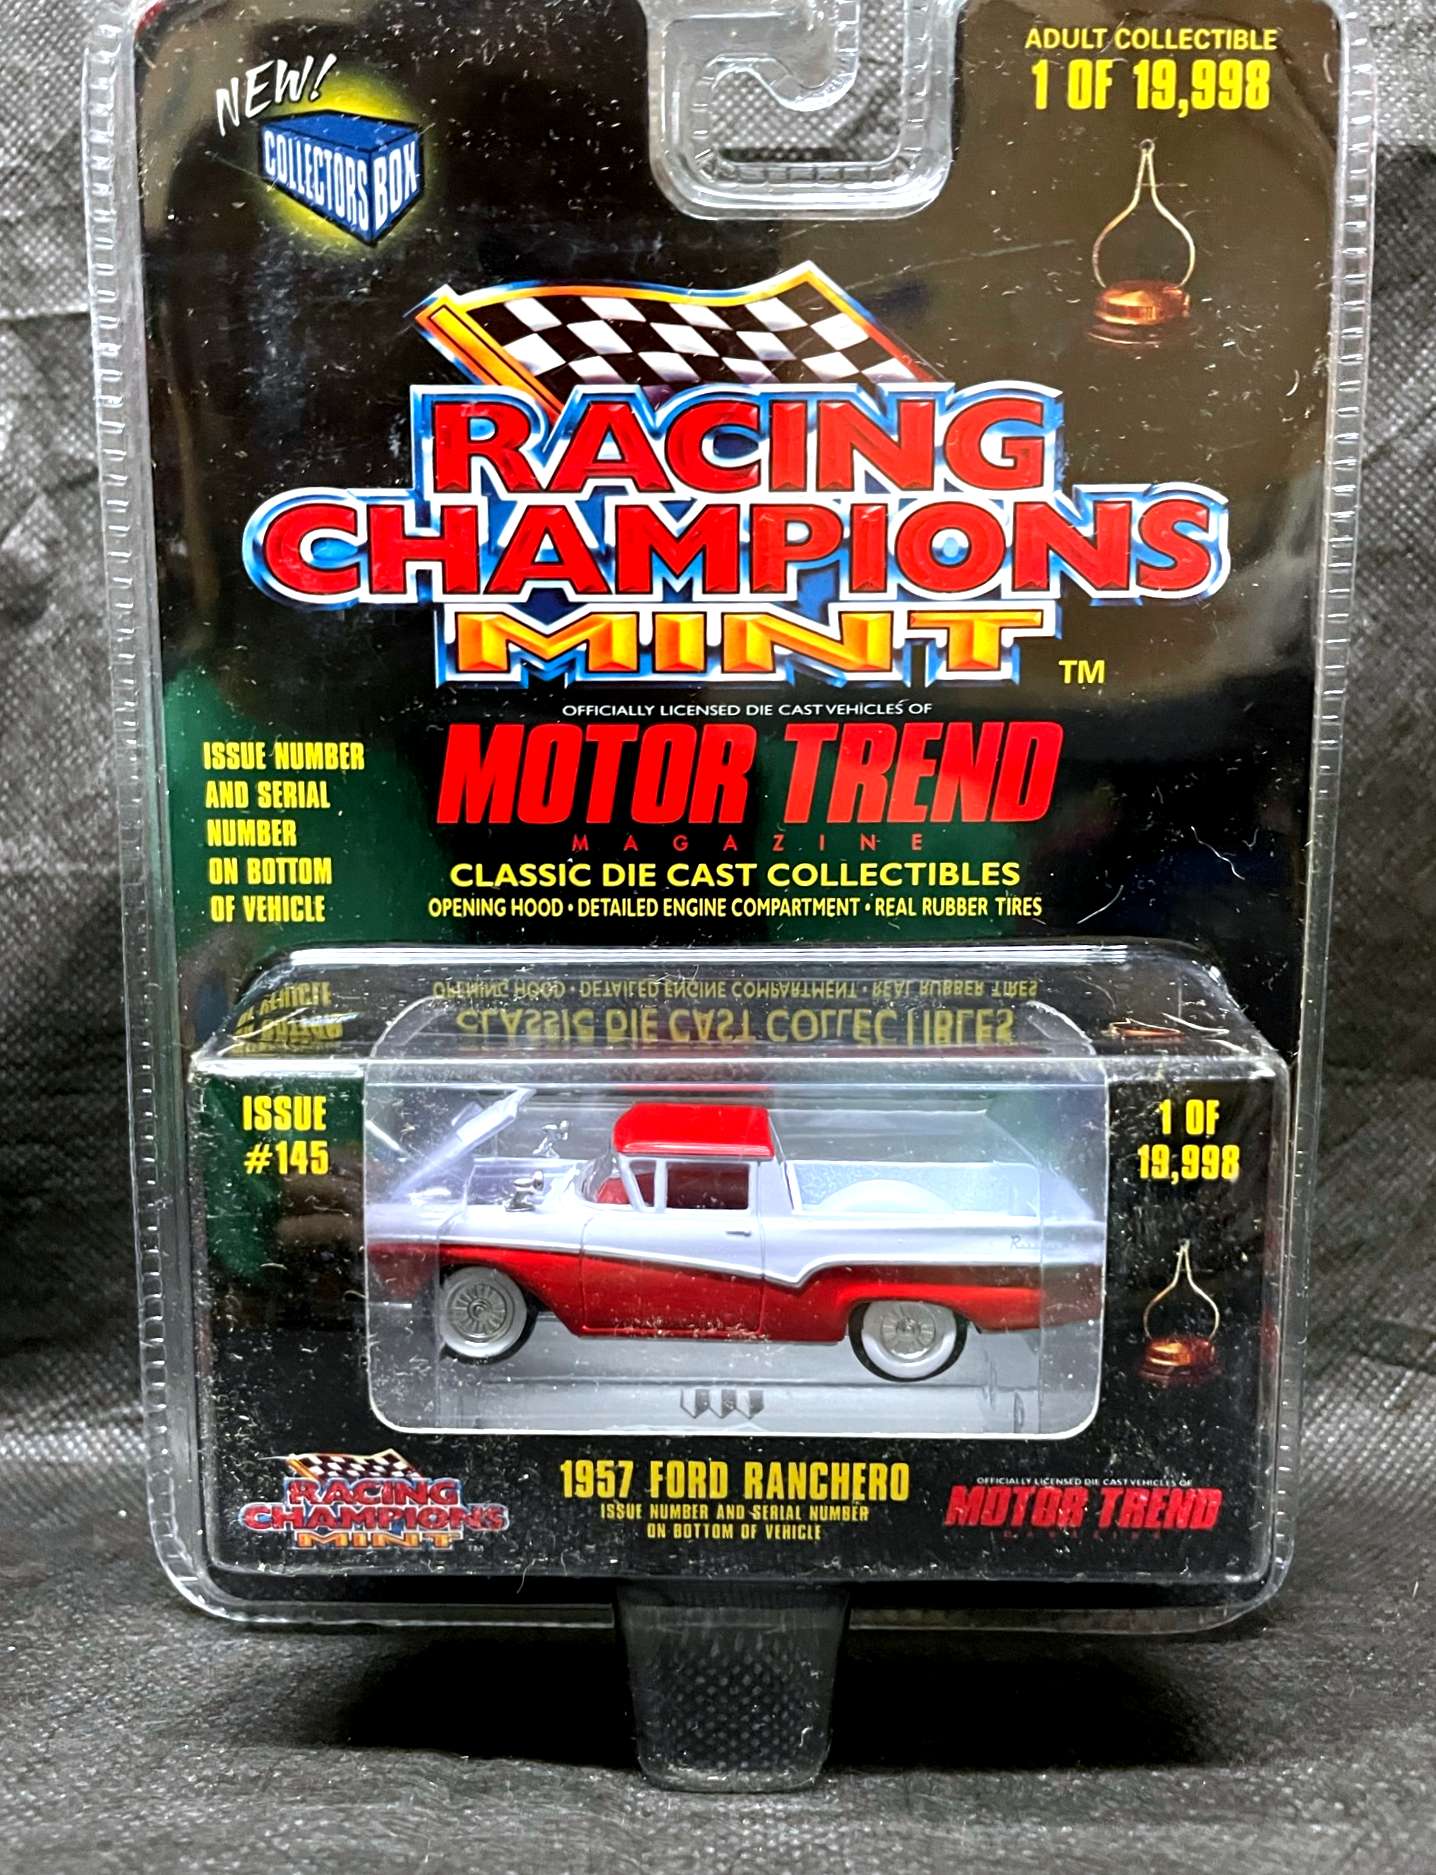 NEW!
COLLECTORS BOX
ADULT COLLECTIBLE
1 OF 19,998
RACING
CHAMPIONS
MINT
TM
OFFICIALLY LICENSED DIE CAST VEHICLES OF
MOTOR TREND
MAGAZINE
CLASSIC DIE CAST COLLECTIBLES
OPENING HOOD • DETAILED ENGINE COMPARTMENT • REAL RUBBER TIRES
ISSUE NUMBER
AND SERIAL
NUMBER
ON BOTTOM
OF VEHICLE
ISSUE
#145
1 OF
19,998
RACING
CHAMPIONS
MINT
TM
1957 FORD RANCHERO
ISSUE NUMBER AND SERIAL NUMBER
ON BOTTOM OF VEHICLE
OFFICIALLY LICENSED DIE CAST VEHICLES OF
MOTOR TREND